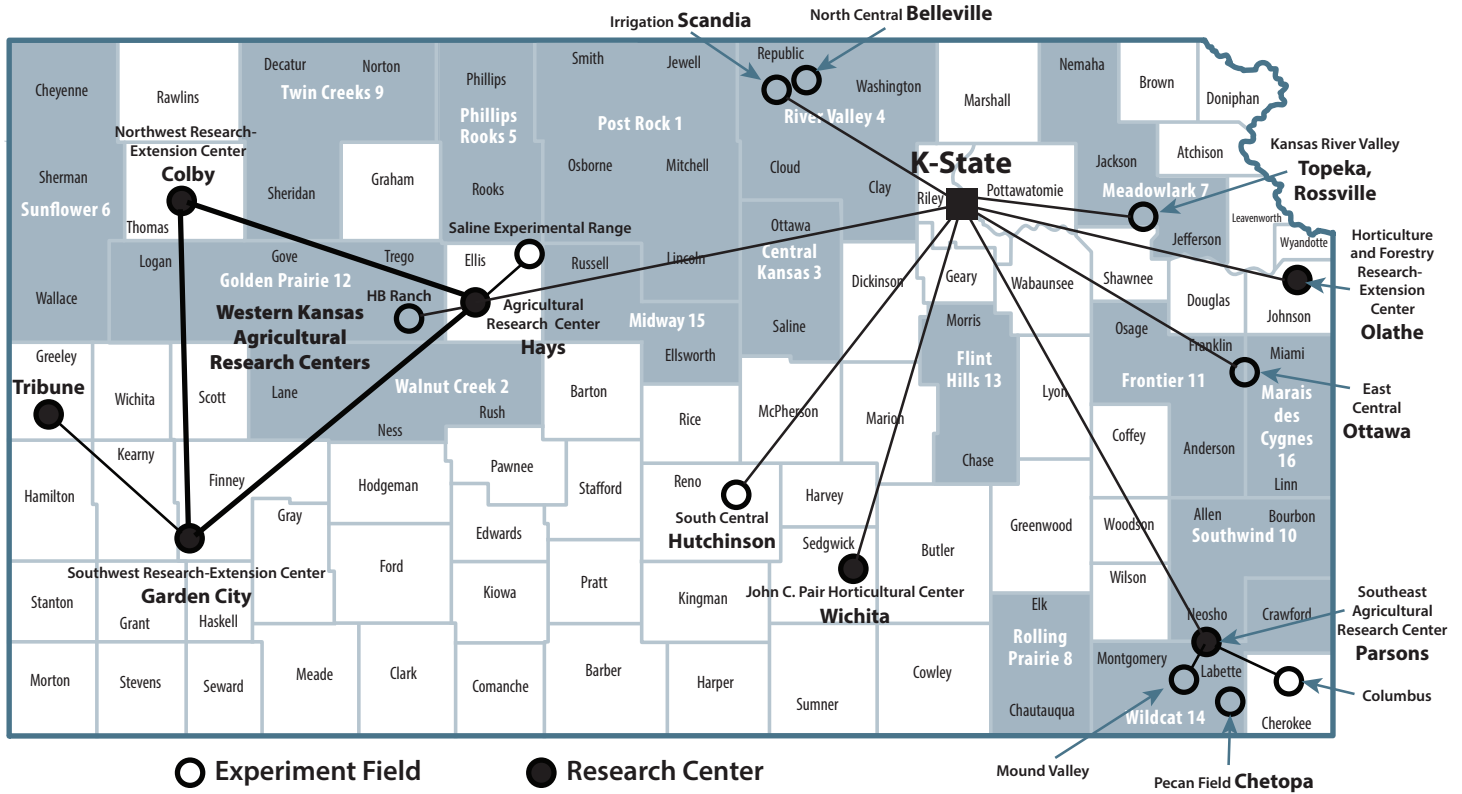 Irrigation Scandia
North Central Belleville
Cheyenne
Rawlins
Decatur
Norton
Twin Creeks 9
Phillips
Phillips
Rooks 5
Smith
Jewell
Post Rock 1
Republic
Washington
River Valley 4
Marshall
Nemaha
Brown
Doniphan
Northwest Research-
Extension Center
Colby
Sherman
Sunflower 6
Thomas
Sheridan
Graham
Rooks
Osborne
Mitchell
Cloud
Clay
K-State
Riley
Pottawatomie
Jackson
Meadowlark 7
Atchison
Kansas River Valley
Topeka,
Rossville
Jefferson
Leavenworth
Wyandotte
Saline Experimental Range
Logan
Gove
Trego
Golden Prairie 12
Ellis
Russell
Lincoln
Ottawa
Central
Kansas 3
Dickinson
Geary
Wabaunsee
Shawnee
Douglas
Johnson
Horticulture
and Forestry
Research-
Extension
Center
Olathe
Wallace
HB Ranch
Western Kansas
Agricultural
Research Centers
Agricultural
Research Center
Hays
Midway 15
Ellsworth
Saline
Morris
Flint
Hills 13
Osage
Franklin
Miami
Frontier 11
Marais
des
Cygnes
16
Linn
East
Central
Ottawa
Greeley
Tribune
Wichita
Scott
Lane
Walnut Creek 2
Rush
Ness
Barton
Rice
McPherson
Marion
Chase
Lyon
Coffey
Anderson
Hamilton
Kearny
Finney
Gray
Hodgeman
Pawnee
Stafford
Edwards
Reno
South Central
Hutchinson
Harvey
Sedgwick
Butler
Greenwood
Woodson
Allen
Bourbon
Southwind 10
Southwest Research-Extension Center
Garden City
Ford
Kiowa
Pratt
Kingman
John C. Pair Horticultural Center
Wichita
Wilson
Neosho
Crawford
Southeast
Agricultural
Research Center
Parsons
Stanton
Grant
Haskell
Elk
Rolling
Prairie 8
Chautauqua
Montgomery
Labette
Wildcat 14
Cherokee
Columbus
Morton
Stevens
Seward
Meade
Clark
Comanche
Barber
Harper
Sumner
Cowley
Mound Valley
Pecan Field Chetopa
Experiment Field
Research Center